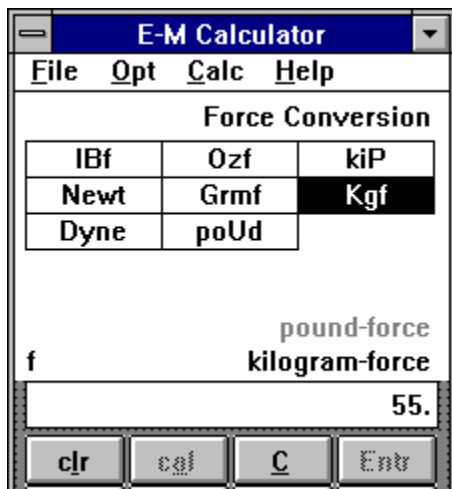 E-M Calculator
File Opt Calc Help
Force Conversion
lBf Ozf kiP
Newt Grmf Kgf
Dyne poUd
pound-force
f kilogram-force
55.
clr cal C Entr